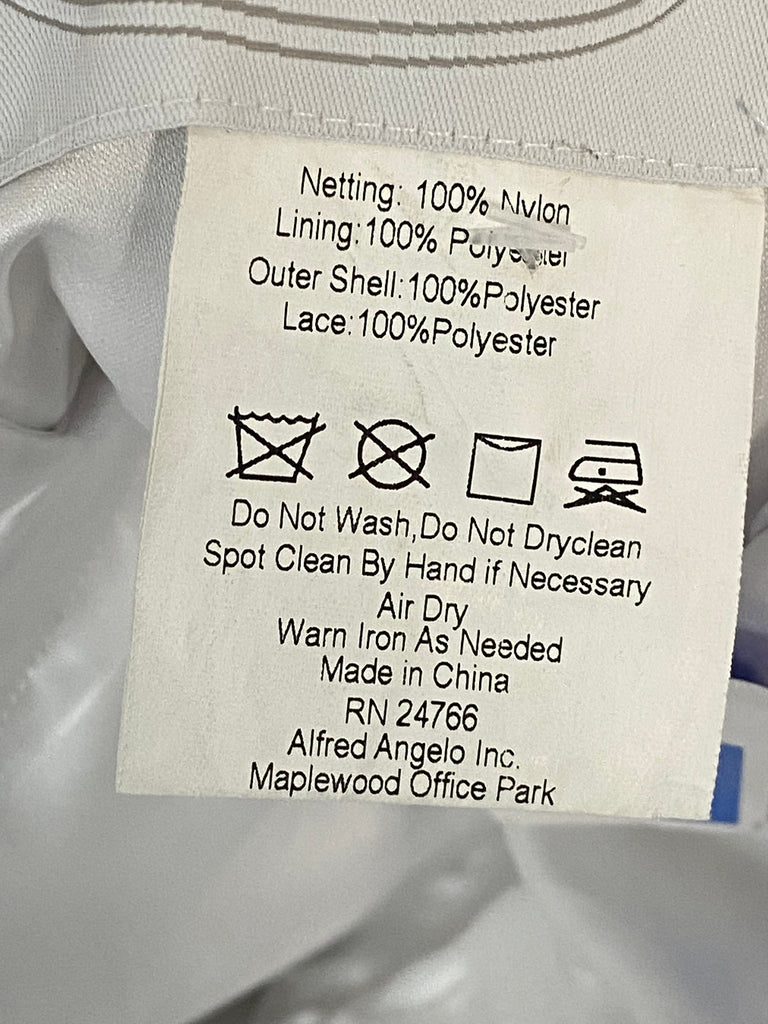 Netting: 100% Nylon
Lining:100% Polyester
Outer Shell:100%Polyester
Lace:100%Polyester
Do Not Wash,Do Not Dryclean
Spot Clean By Hand if Necessary
Air Dry
Warn Iron As Needed
Made in China
RN 24766
Alfred Angelo Inc.
Maplewood Office Park